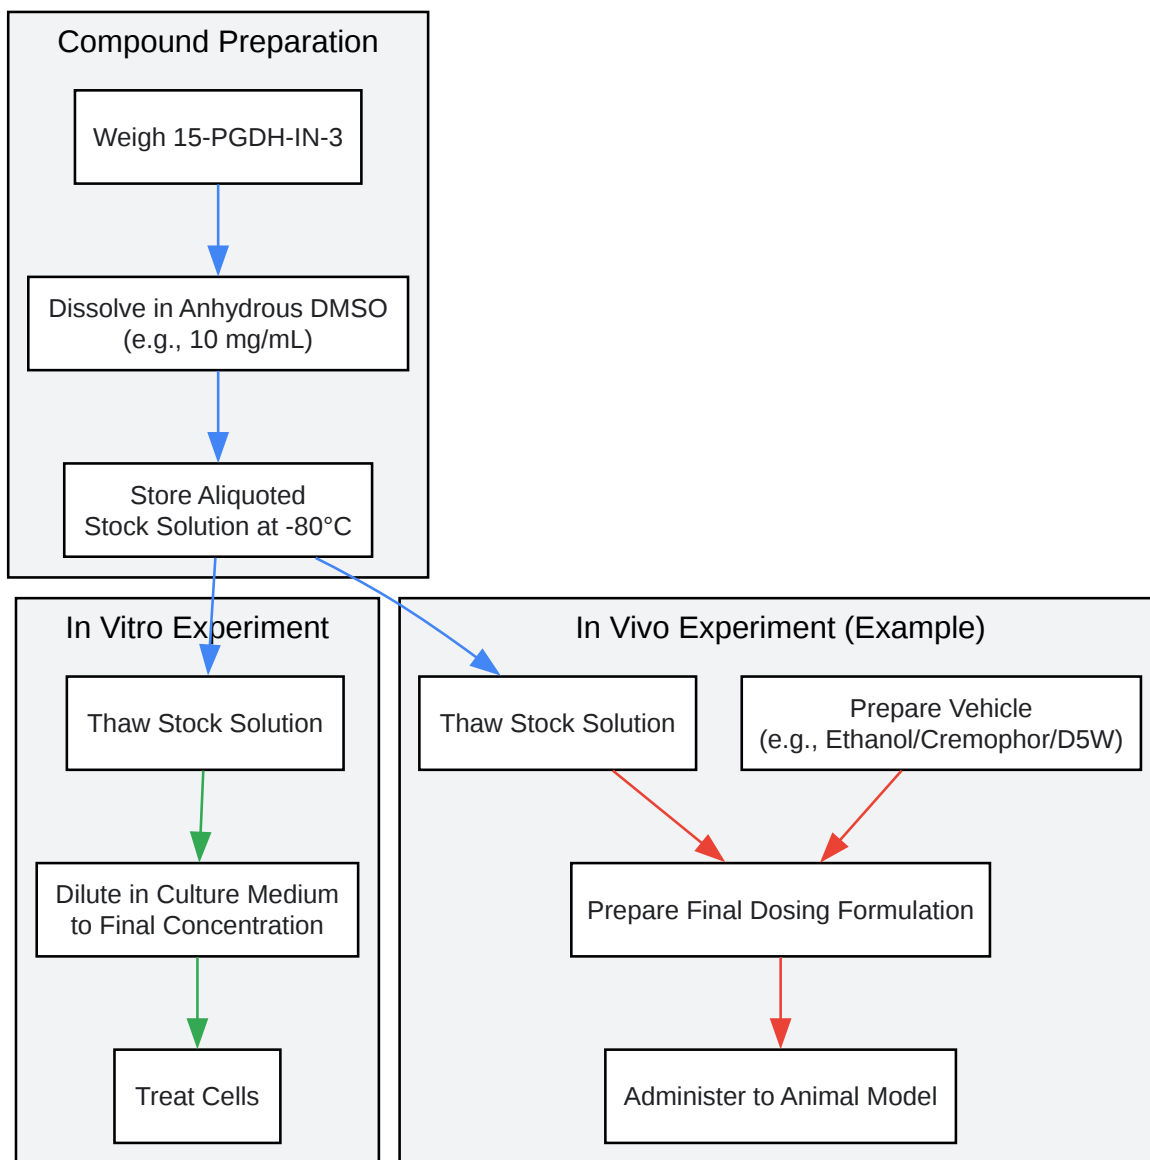 Compound Preparation
Weigh 15-PGDH-IN-3
Dissolve in Anhydrous DMSO
(e.g., 10 mg/mL)
Store Aliquoted
Stock Solution at -80°C
In Vitro Experiment
Thaw Stock Solution
Dilute in Culture Medium
to Final Concentration
Treat Cells
In Vivo Experiment (Example)
Thaw Stock Solution
Prepare Vehicle
(e.g., Ethanol/Cremophor/D5W)
Prepare Final Dosing Formulation
Administer to Animal Model